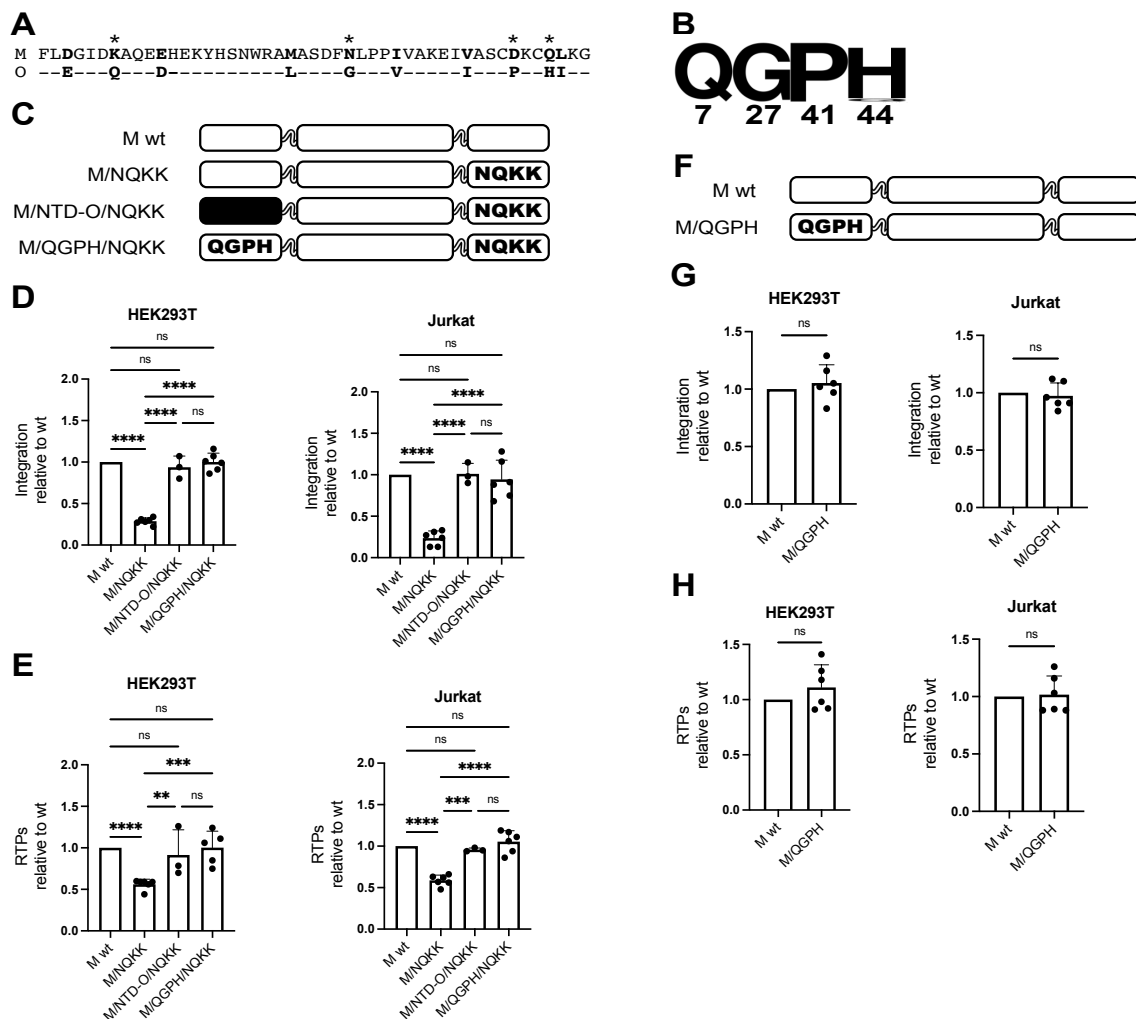 A
* * * *
M FLDGIDKAQEEHEKYHSNWRAMASDFNLPPIVAKEIVASCDKCQLKG
O --E---Q--D-----------L----G---V-----I---P--HI--
B
QGPH
7 27 41 44
C
M wt
M/NQKK
NQKK
M/NTD-O/NQKK
NQKK
M/QGPH/NQKK
QGPH
NQKK
D
HEK293T
ns
ns
****
**** ns
****
2.0
1.5
1.0
0.5
0.0
Integration
relative to wt
M wt
M/NQKK
M/NTD-O/NQKK
M/QGPH/NQKK
Jurkat
ns
ns
****
**** ns
****
2.0
1.5
1.0
0.5
0.0
Integration
relative to wt
M wt
M/NQKK
M/NTD-O/NQKK
M/QGPH/NQKK
E
HEK293T
ns
ns
***
** ns
****
2.0
1.5
1.0
0.5
0.0
RTPs
relative to wt
M wt
M/NQKK
M/NTD-O/NQKK
M/QGPH/NQKK
Jurkat
ns
ns
****
*** ns
****
2.0
1.5
1.0
0.5
0.0
RTPs
relative to wt
M wt
M/NQKK
M/NTD-O/NQKK
M/QGPH/NQKK
F
M wt
M/QGPH
QGPH
G
HEK293T
ns
1.5
1.0
0.5
0.0
Integration
relative to wt
M wt
M/QGPH
Jurkat
ns
1.5
1.0
0.5
0.0
Integration
relative to wt
M wt
M/QGPH
H
HEK293T
ns
1.5
1.0
0.5
0.0
RTPs
relative to wt
M wt
M/QGPH
Jurkat
ns
1.5
1.0
0.5
0.0
RTPs
relative to wt
M wt
M/QGPH